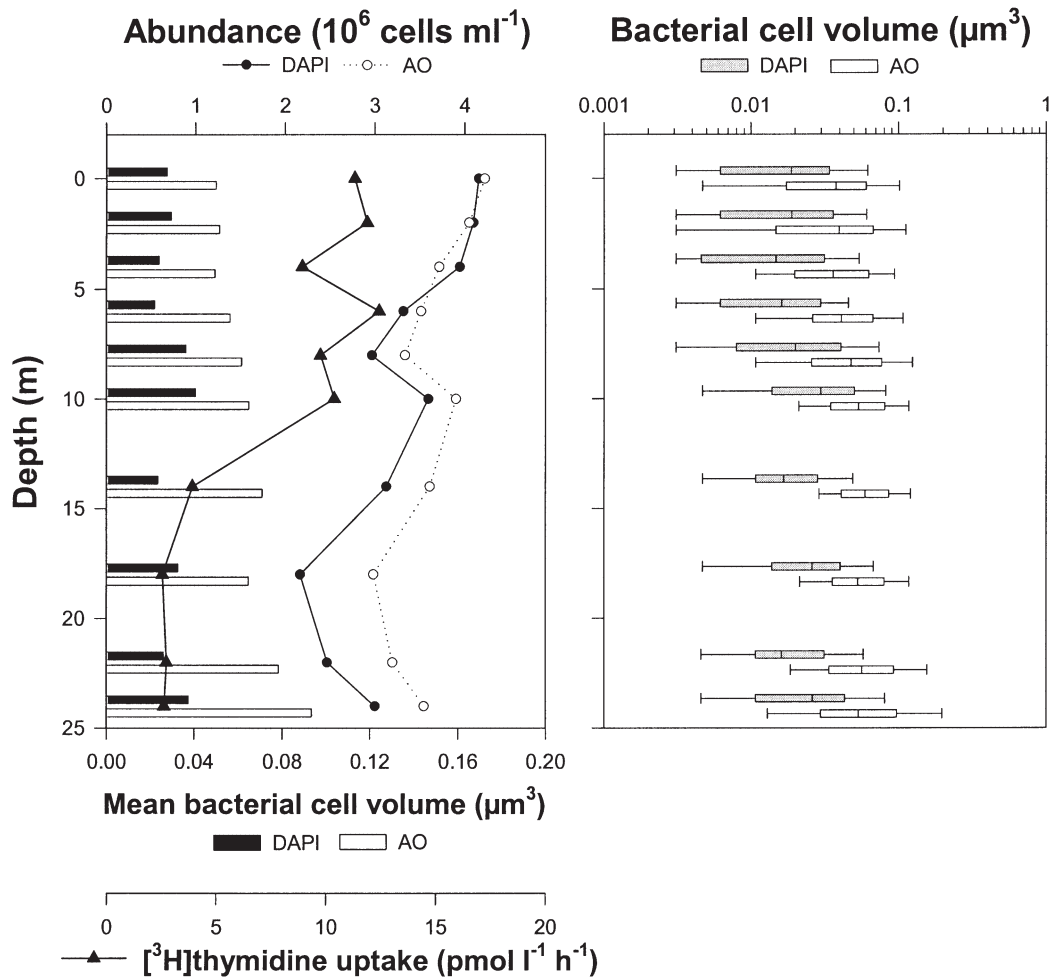 Abundance (10⁶ cells ml⁻¹)
DAPI AO
0 1 2 3 4
Bacterial cell volume (µm³)
DAPI AO
0.001 0.01 0.1 1
Depth (m)
0
5
10
15
20
25
0.00 0.04 0.08 0.12 0.16 0.20
Mean bacterial cell volume (µm³)
DAPI AO
0 5 10 15 20
[³H]thymidine uptake (pmol l⁻¹ h⁻¹)